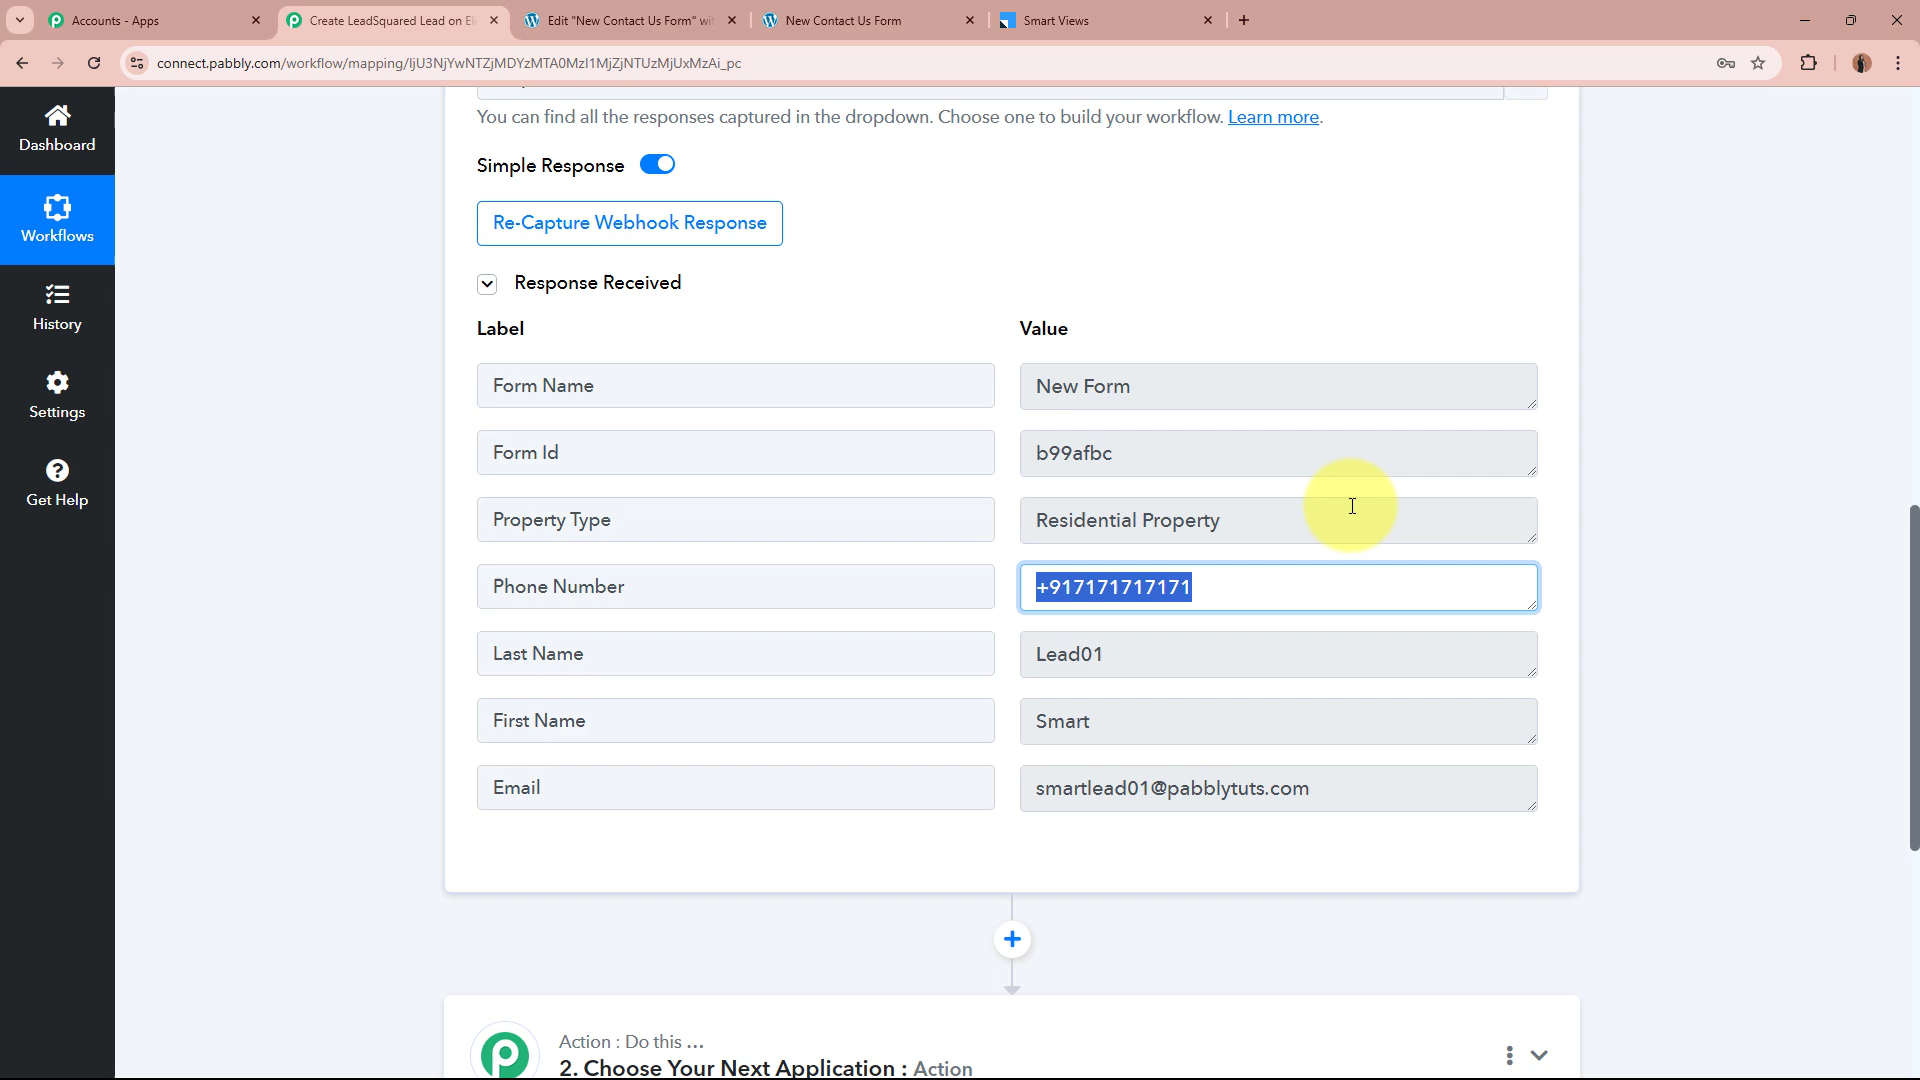 Accounts - Apps
Create LeadSquared Lead on El
Edit "New Contact Us Form" wi
New Contact Us Form
Smart Views
connect.pabbly.com/workflow/mapping/IjU3NjYwNTZjMDYzMTA0MzI1MjZjNTUzMjUxMzAi_pc
Dashboard
Workflows
History
Settings
Get Help
You can find all the responses captured in the dropdown. Choose one to build your workflow. Learn more.
Simple Response
Re-Capture Webhook Response
Response Received
Label Value
Form Name New Form
Form Id b99afbc
Property Type Residential Property
Phone Number +917171717171
Last Name Lead01
First Name Smart
Email smartlead01@pabblytuts.com
Action : Do this ...
2. Choose Your Next Application : Action